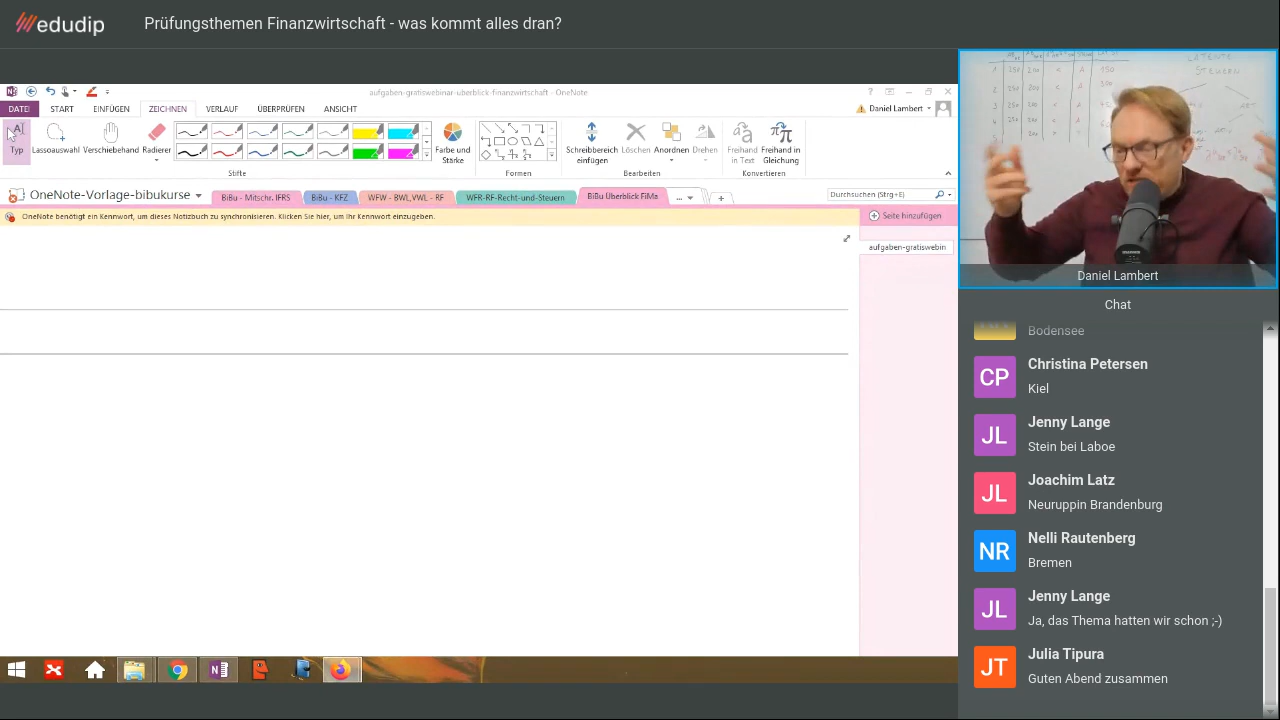 edudip
Prüfungsthemen Finanzwirtschaft - was kommt alles dran?
aufgaben-gratiswebinar-überblick-finanzwirtschaft - OneNote
DATEI START EINFÜGEN ZEICHNEN VERLAUF ÜBERPRÜFEN ANSICHT
Daniel Lambert
Typ
Lassoauswahl
Verschiebehand
Radierer
Farbe und Stärke
Schreibbereich einfügen
Löschen
Anordnen
Drehen
Freihand in Text
Freihand in Gleichung
Stifte
Formen
Bearbeiten
Konvertieren
OneNote-Vorlage-bibukurse
BiBu - Mitschr. IFRS
BiBu - KFZ
WFW - BWL,VWL - RF
WFR-RF-Recht-und-Steuern
BiBu Überblick FiMa
...
Durchsuchen (Strg+E)
OneNote benötigt ein Kennwort, um dieses Notizbuch zu synchronisieren. Klicken Sie hier, um Ihr Kennwort einzugeben.
Seite hinzufügen
aufgaben-gratiswebin
LATENTE
STEUERN
Daniel Lambert
Chat
Bodensee
CP
Christina Petersen
Kiel
JL
Jenny Lange
Stein bei Laboe
JL
Joachim Latz
Neuruppin Brandenburg
NR
Nelli Rautenberg
Bremen
JL
Jenny Lange
Ja, das Thema hatten wir schon ;-)
JT
Julia Tipura
Guten Abend zusammen